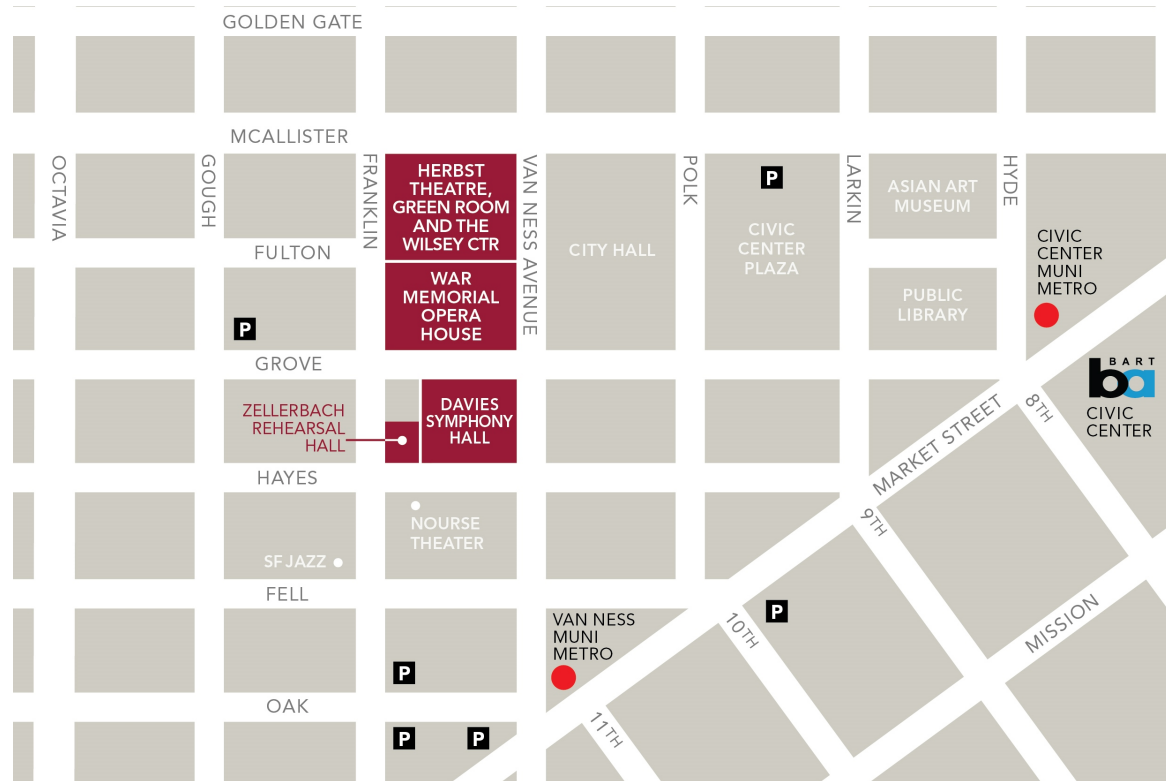 GOLDEN GATE
MCALLISTER
OCTAVIA
GOUGH
FRANKLIN
HERBST
THEATRE,
GREEN ROOM
AND THE
WILSEY CTR
VAN NESS AVENUE
POLK
P
LARKIN
ASIAN ART
MUSEUM
HYDE
CITY HALL
CIVIC
CENTER
PLAZA
CIVIC
CENTER
MUNI
METRO
FULTON
WAR
MEMORIAL
OPERA
HOUSE
PUBLIC
LIBRARY
P
GROVE
BART
ba
CIVIC
CENTER
ZELLERBACH
REHEARSAL
HALL
DAVIES
SYMPHONY
HALL
MARKET STREET
8TH
HAYES
NOURSE
THEATER
9TH
SF JAZZ
FELL
VAN NESS
MUNI
METRO
10TH
P
MISSION
P
OAK
11TH
P
P